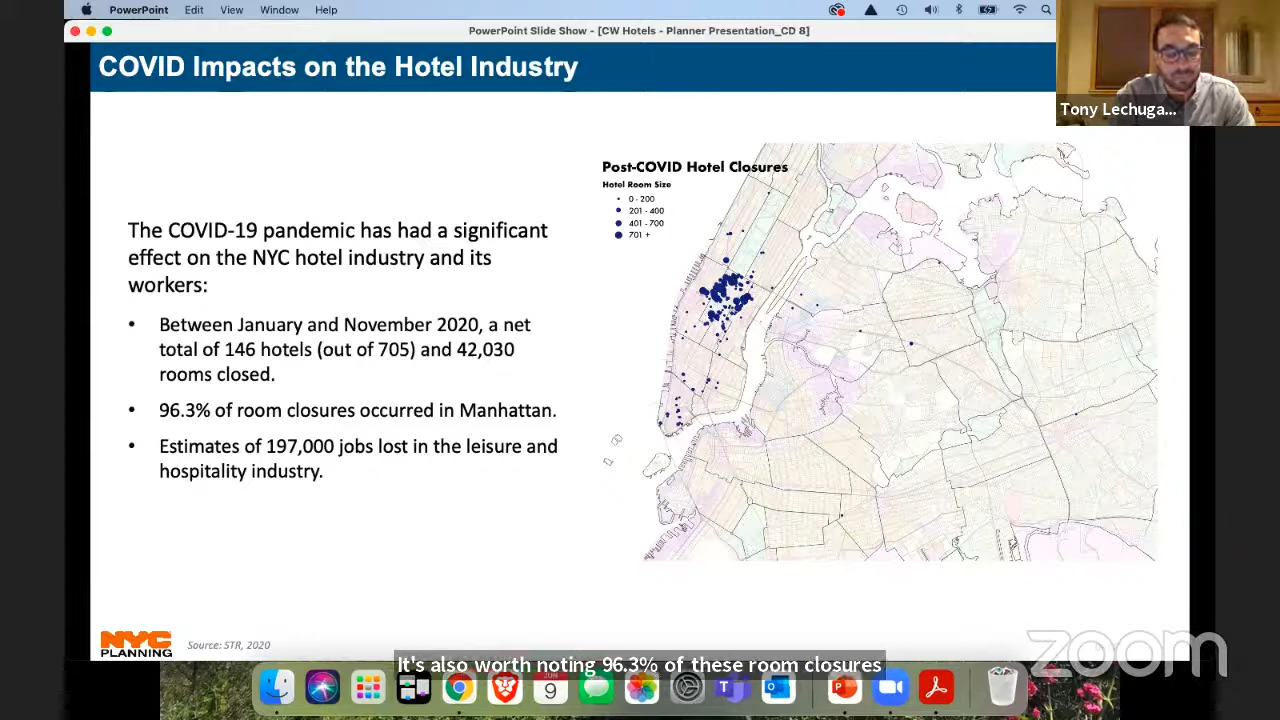 PowerPoint Edit View Window Help
PowerPoint Slide Show - [CW Hotels - Planner Presentation_CD 8]
COVID Impacts on the Hotel Industry
Tony Lechuga...
The COVID-19 pandemic has had a significant
effect on the NYC hotel industry and its
workers:
• Between January and November 2020, a net
total of 146 hotels (out of 705) and 42,030
rooms closed.
• 96.3% of room closures occurred in Manhattan.
• Estimates of 197,000 jobs lost in the leisure and
hospitality industry.
Post-COVID Hotel Closures
Hotel Room Size
0 - 200
201 - 400
401 - 700
701 +
NYC
PLANNING
Source: STR, 2020
It's also worth noting 96.3% of these room closures
zoom
JUN
9